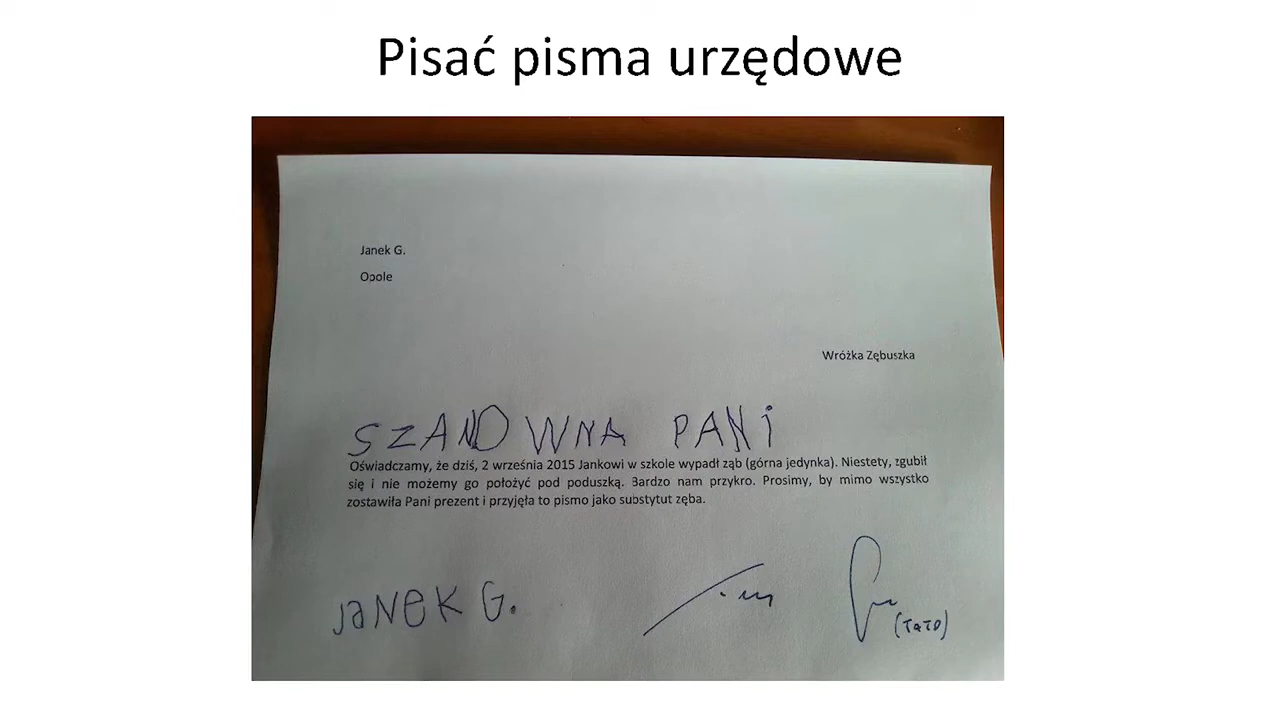 Pisać pisma urzędowe
Janek G.
Opole
Wróżka Zębuszka
SZANOWNA PANI
Oświadczamy, że dziś, 2 września 2015 Jankowi w szkole wypadł ząb (górna jedynka). Niestety, zgubił
się i nie możemy go położyć pod poduszką. Bardzo nam przykro. Prosimy, by mimo wszystko
zostawiła Pani prezent i przyjęła to pismo jako substytut zęba.
JaNeK G.
(TATO)